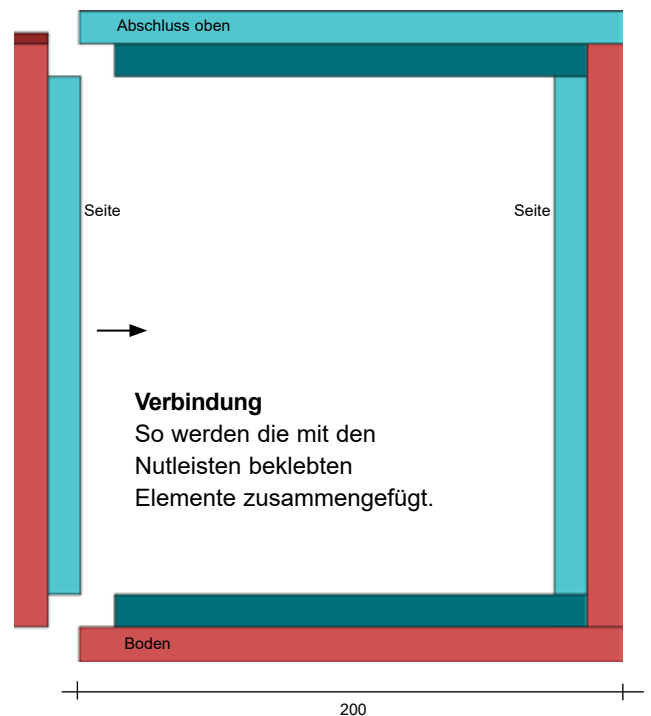 Abschluss oben
Seite
Seite
Verbindung
So werden die mit den
Nutleisten beklebten
Elemente zusammengefügt.
Boden
200